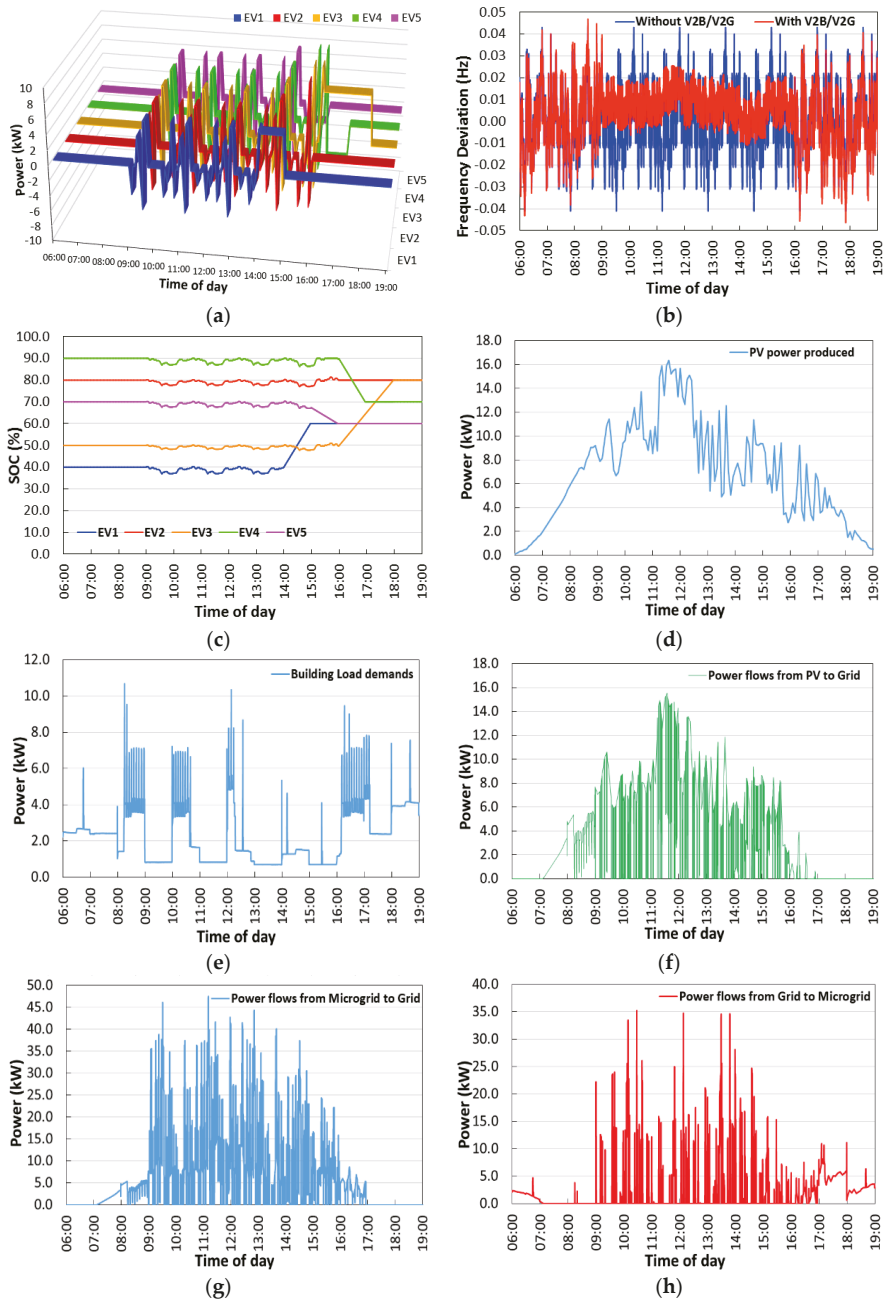 EV1 EV2 EV3 EV4 EV5
10
8
6
4
2
0
-2
-4
-6
-8
-10
Power (kW)
EV5
EV4
EV3
EV2
EV1
06:00 07:00 08:00 09:00 10:00 11:00 12:00 13:00 14:00 15:00 16:00 17:00 18:00 19:00
Time of day
(a)
Without V2B/V2G With V2B/V2G
0.05
0.04
0.03
0.02
0.01
0.00
-0.01
-0.02
-0.03
-0.04
-0.05
Frequency Deviation (Hz)
06:00 07:00 08:00 09:00 10:00 11:00 12:00 13:00 14:00 15:00 16:00 17:00 18:00 19:00
Time of day
(b)
100.0
90.0
80.0
70.0
60.0
50.0
40.0
30.0
20.0
10.0
0.0
SOC (%)
EV1 EV2 EV3 EV4 EV5
06:00 07:00 08:00 09:00 10:00 11:00 12:00 13:00 14:00 15:00 16:00 17:00 18:00 19:00
Time of day
(c)
PV power produced
18.0
16.0
14.0
12.0
10.0
8.0
6.0
4.0
2.0
0.0
Power (kW)
06:00 07:00 08:00 09:00 10:00 11:00 12:00 13:00 14:00 15:00 16:00 17:00 18:00 19:00
Time of day
(d)
Building Load demands
12.0
10.0
8.0
6.0
4.0
2.0
0.0
Power (kW)
06:00 07:00 08:00 09:00 10:00 11:00 12:00 13:00 14:00 15:00 16:00 17:00 18:00 19:00
Time of day
(e)
Power flows from PV to Grid
18.0
16.0
14.0
12.0
10.0
8.0
6.0
4.0
2.0
0.0
Power (kW)
06:00 07:00 08:00 09:00 10:00 11:00 12:00 13:00 14:00 15:00 16:00 17:00 18:00 19:00
Time of day
(f)
Power flows from Microgrid to Grid
50.0
45.0
40.0
35.0
30.0
25.0
20.0
15.0
10.0
5.0
0.0
Power (kW)
06:00 07:00 08:00 09:00 10:00 11:00 12:00 13:00 14:00 15:00 16:00 17:00 18:00 19:00
Time of day
(g)
Power flows from Grid to Microgrid
40.0
35.0
30.0
25.0
20.0
15.0
10.0
5.0
0.0
Power (kW)
06:00 07:00 08:00 09:00 10:00 11:00 12:00 13:00 14:00 15:00 16:00 17:00 18:00 19:00
Time of day
(h)